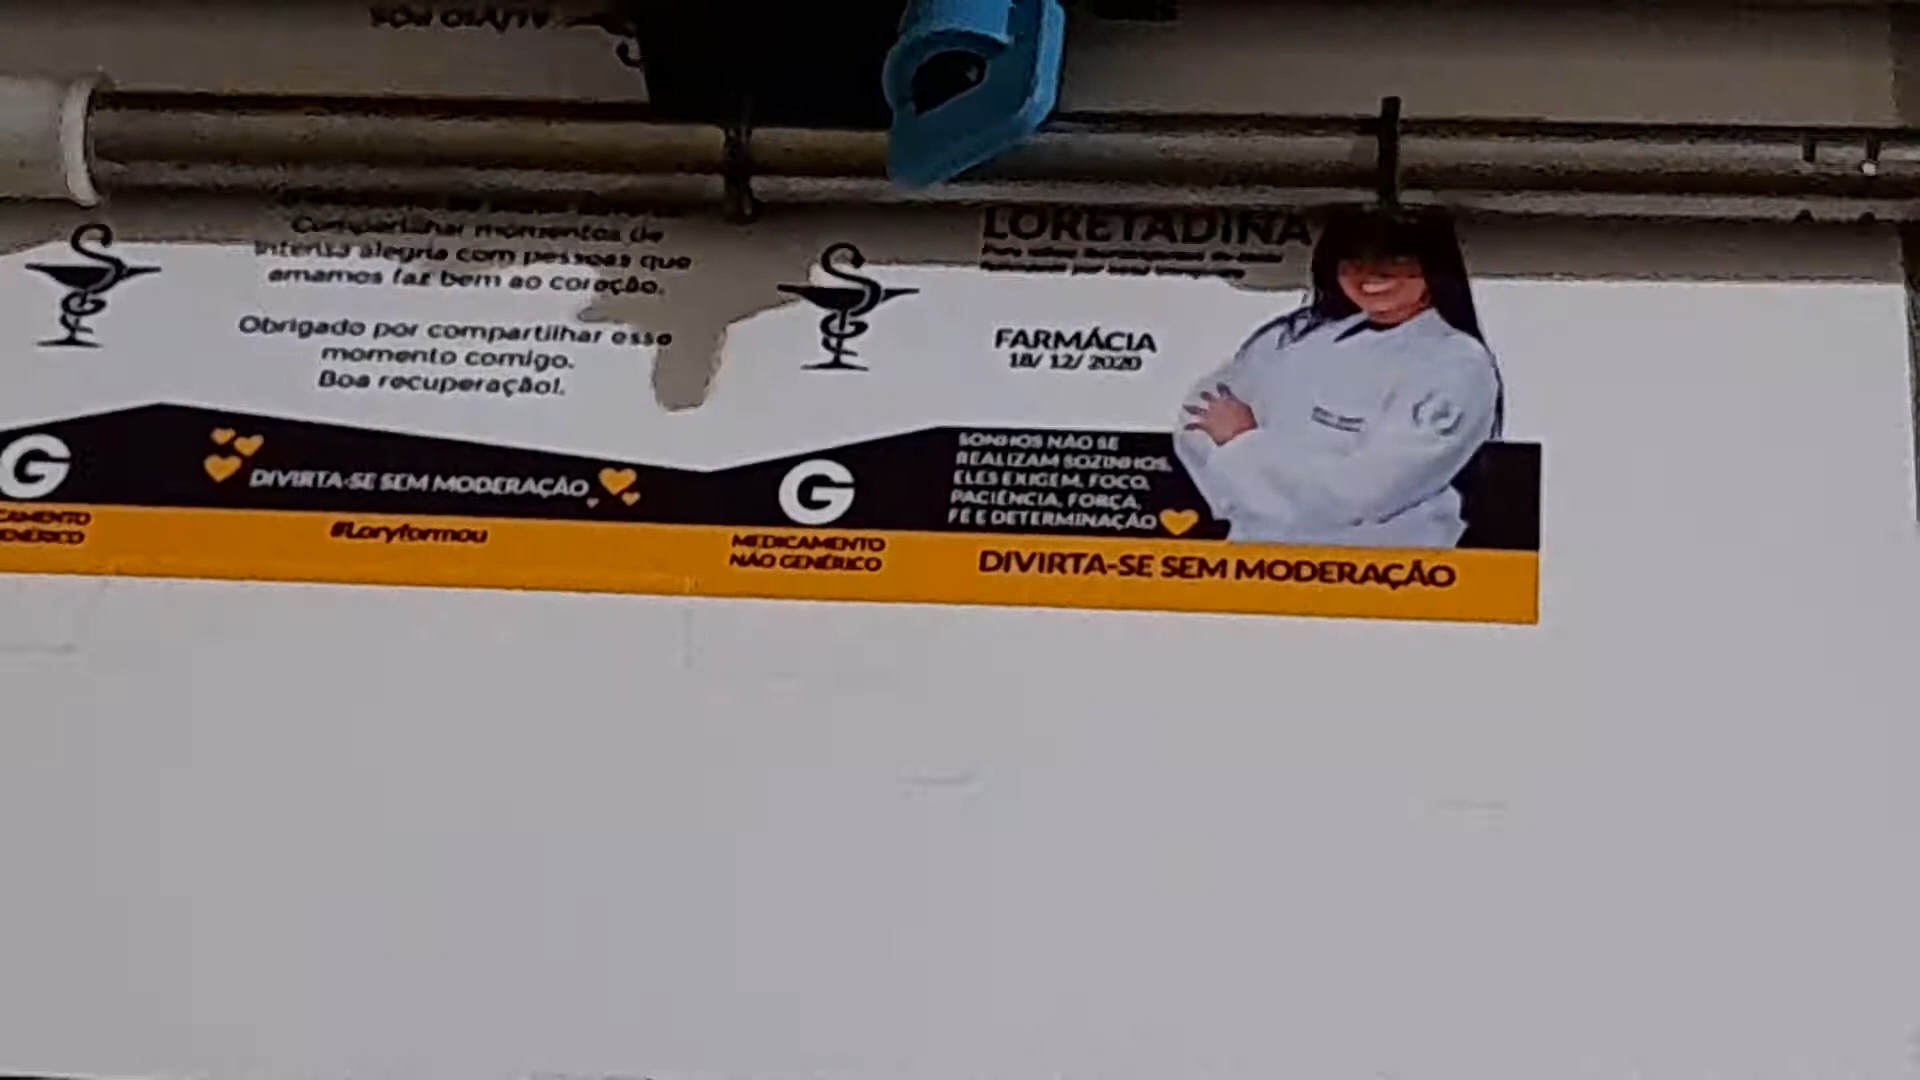 Compartilhar momentos de
intensa alegria com pessoas que
amamos faz bem ao coração.
Obrigado por compartilhar esse
momento comigo.
Boa recuperação!.
G
DIVIRTA-SE SEM MODERAÇÃO
#Loryformou
G
MEDICAMENTO
NÃO GENÉRICO
LORETADINA
FARMÁCIA
18/ 12/ 2020
SONHOS NÃO SE
REALIZAM SOZINHOS,
ELES EXIGEM, FOCO,
PACIÊNCIA, FORÇA,
FÉ E DETERMINAÇÃO
DIVIRTA-SE SEM MODERAÇÃO